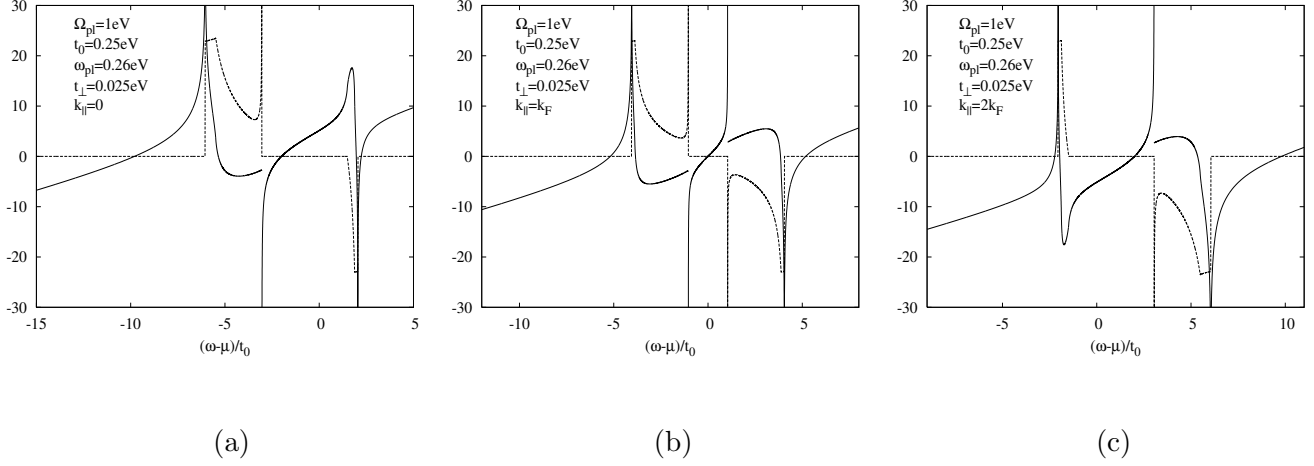 30
20
10
0
-10
-20
-30
Ω_pl=1eV
t_0=0.25eV
ω_pl=0.26eV
t_⊥=0.025eV
k_||=0
-15 -10 -5 0 5
(ω-μ)/t_0
(a)
30
20
10
0
-10
-20
-30
Ω_pl=1eV
t_0=0.25eV
ω_pl=0.26eV
t_⊥=0.025eV
k_||=k_F
-10 -5 0 5
(ω-μ)/t_0
(b)
30
20
10
0
-10
-20
-30
Ω_pl=1eV
t_0=0.25eV
ω_pl=0.26eV
t_⊥=0.025eV
k_||=2k_F
-5 0 5 10
(ω-μ)/t_0
(c)